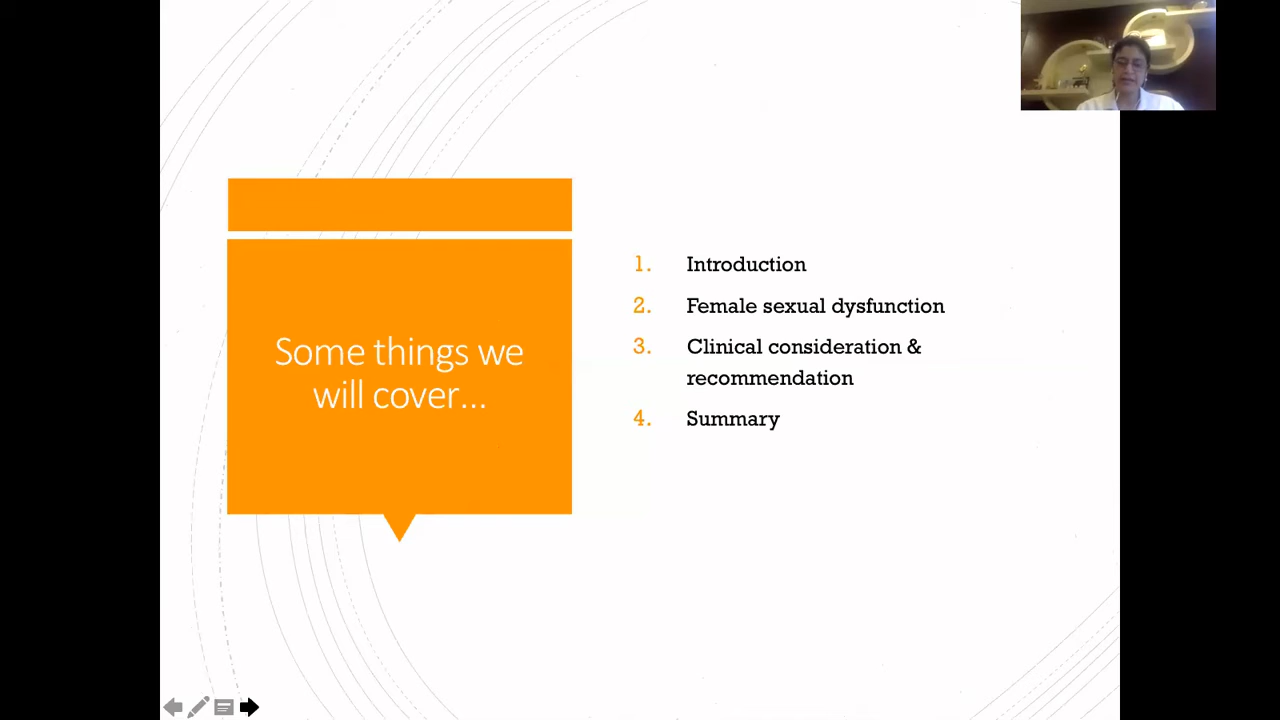 Some things we
will cover...
1. Introduction
2. Female sexual dysfunction
3. Clinical consideration &
recommendation
4. Summary